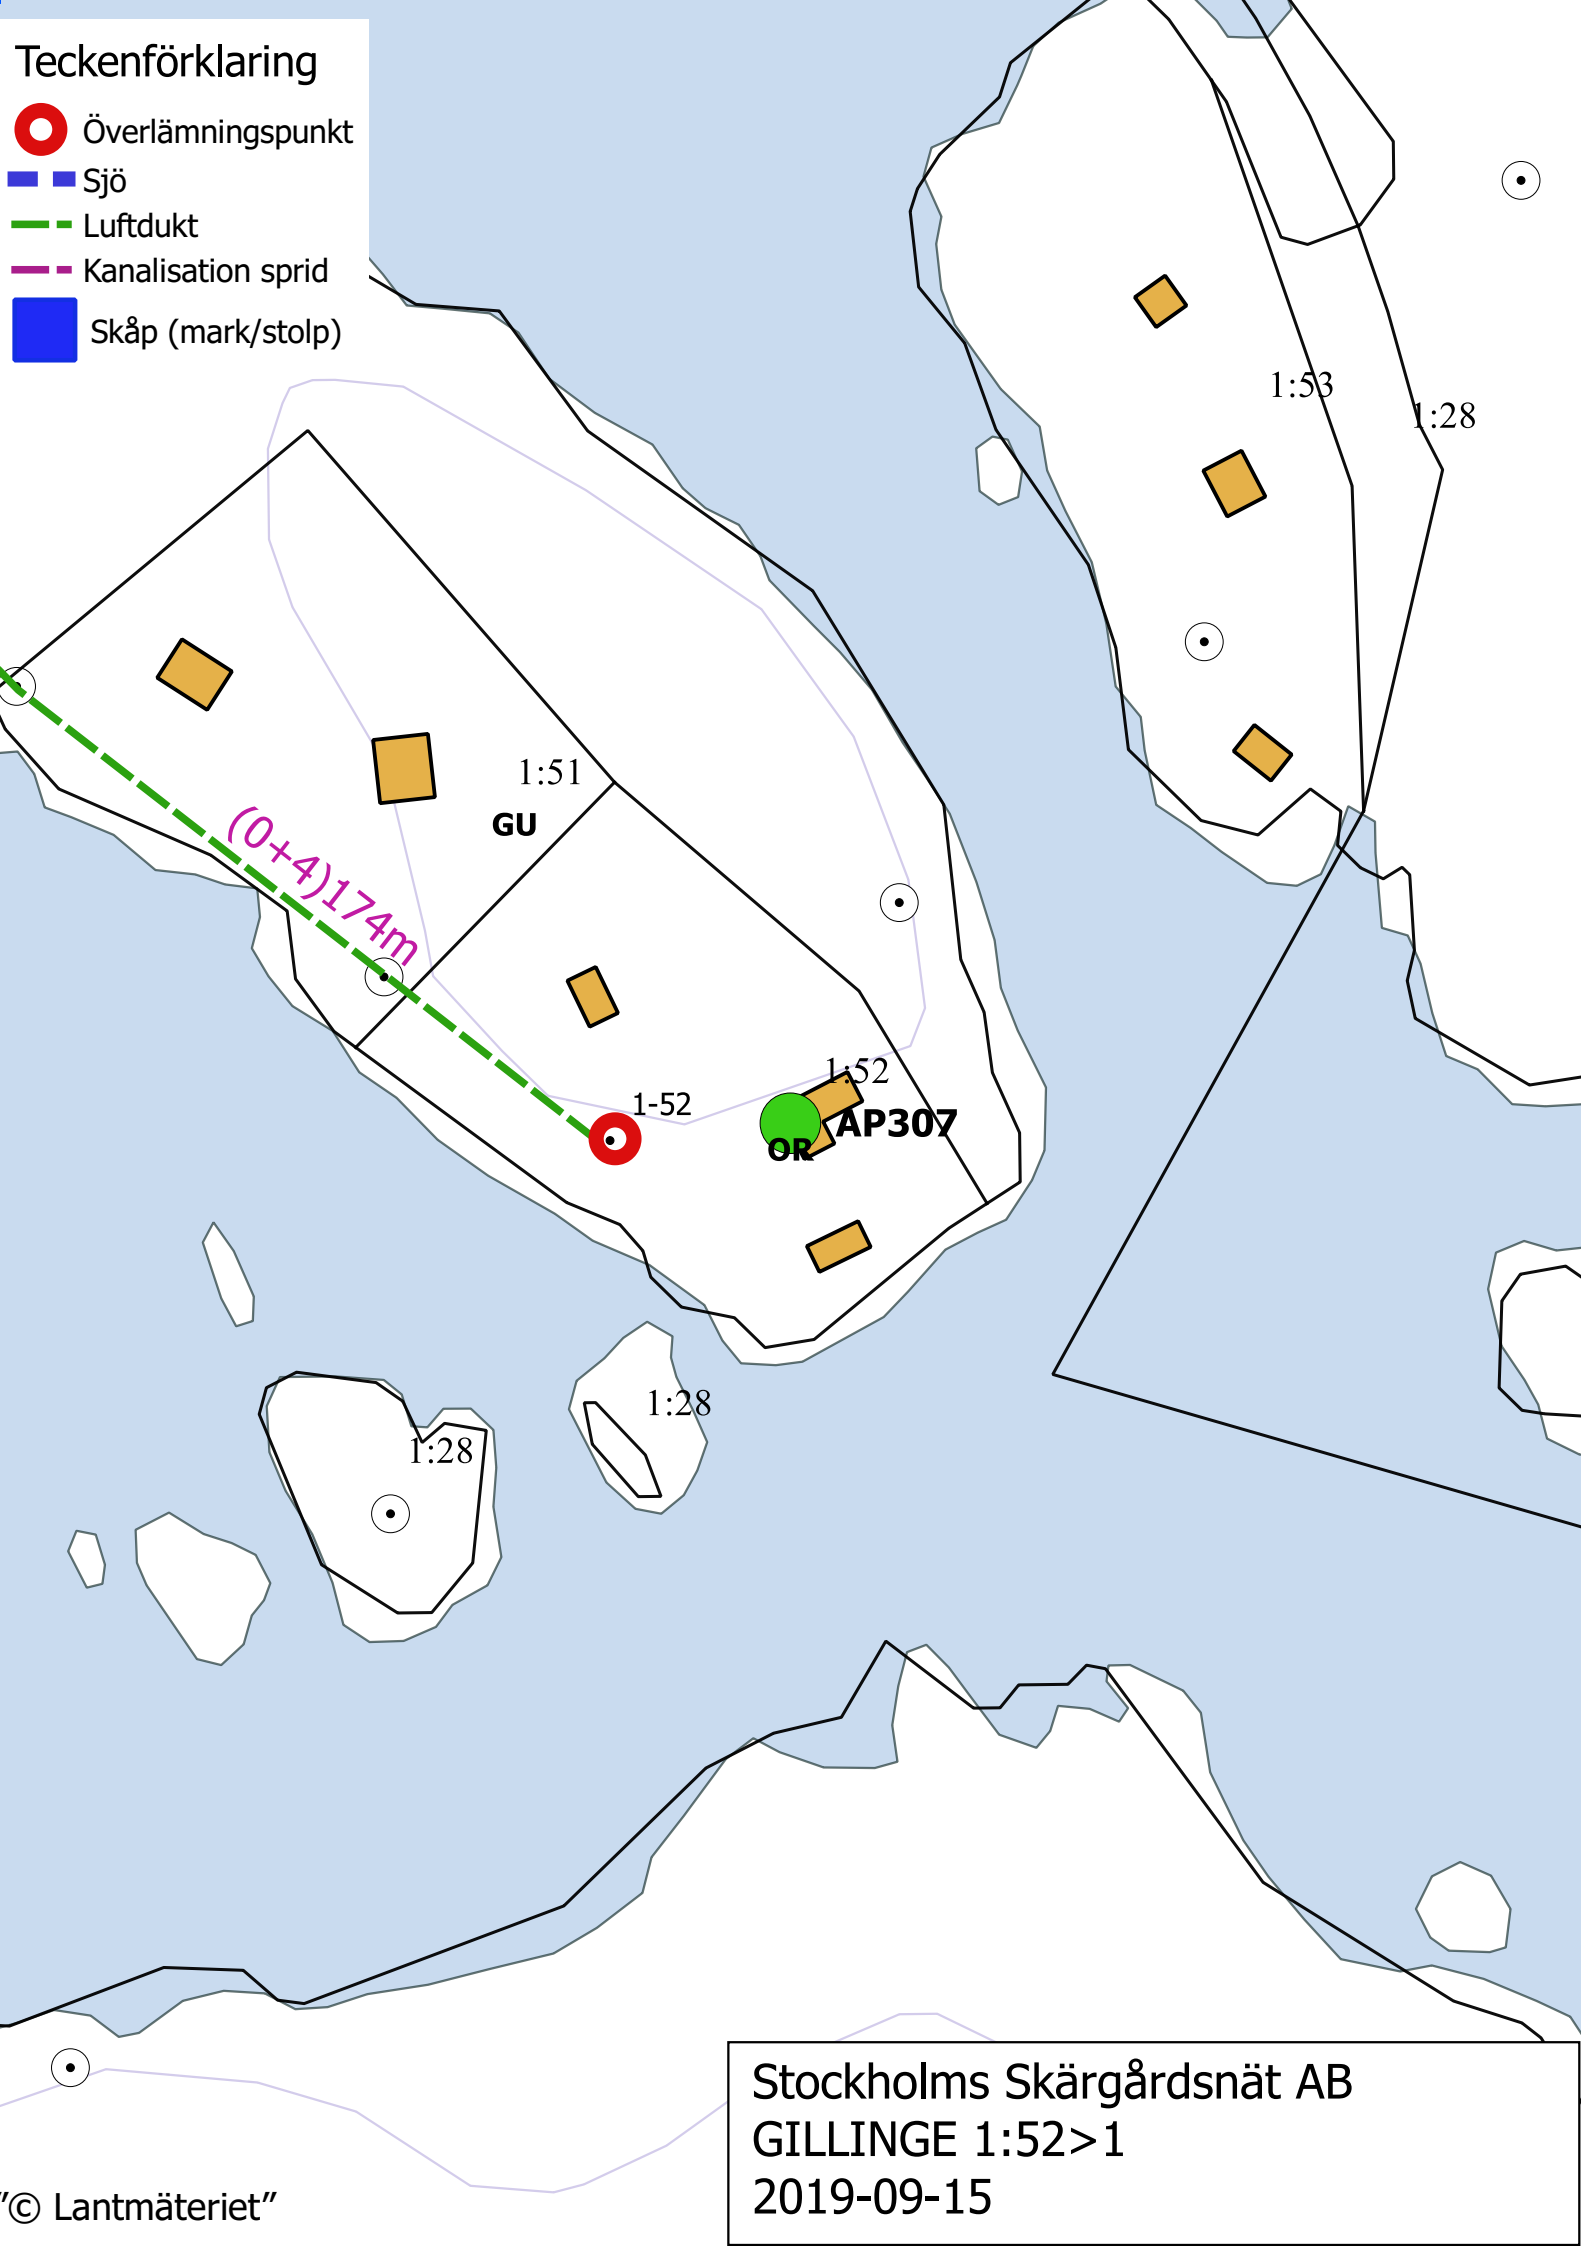 Teckenförklaring
Överlämningspunkt
Sjö
Luftdukt
Kanalisation sprid
Skåp (mark/stolp)
1:53
1:28
1:51
GU
(0+4)174m
1:52
1-52
AP307
OR
1:28
1:28
Stockholms Skärgårdsnät AB
GILLINGE 1:52>1
2019-09-15
"© Lantmäteriet"